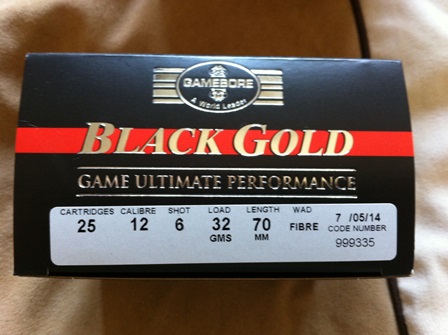 GAMEBORE
A World Leader
BLACK GOLD
GAME ULTIMATE PERFORMANCE
CARTRIDGES CALIBRE SHOT LOAD LENGTH WAD 7 /05/14
25 12 6 32 70 FIBRE CODE NUMBER
GMS MM 999335